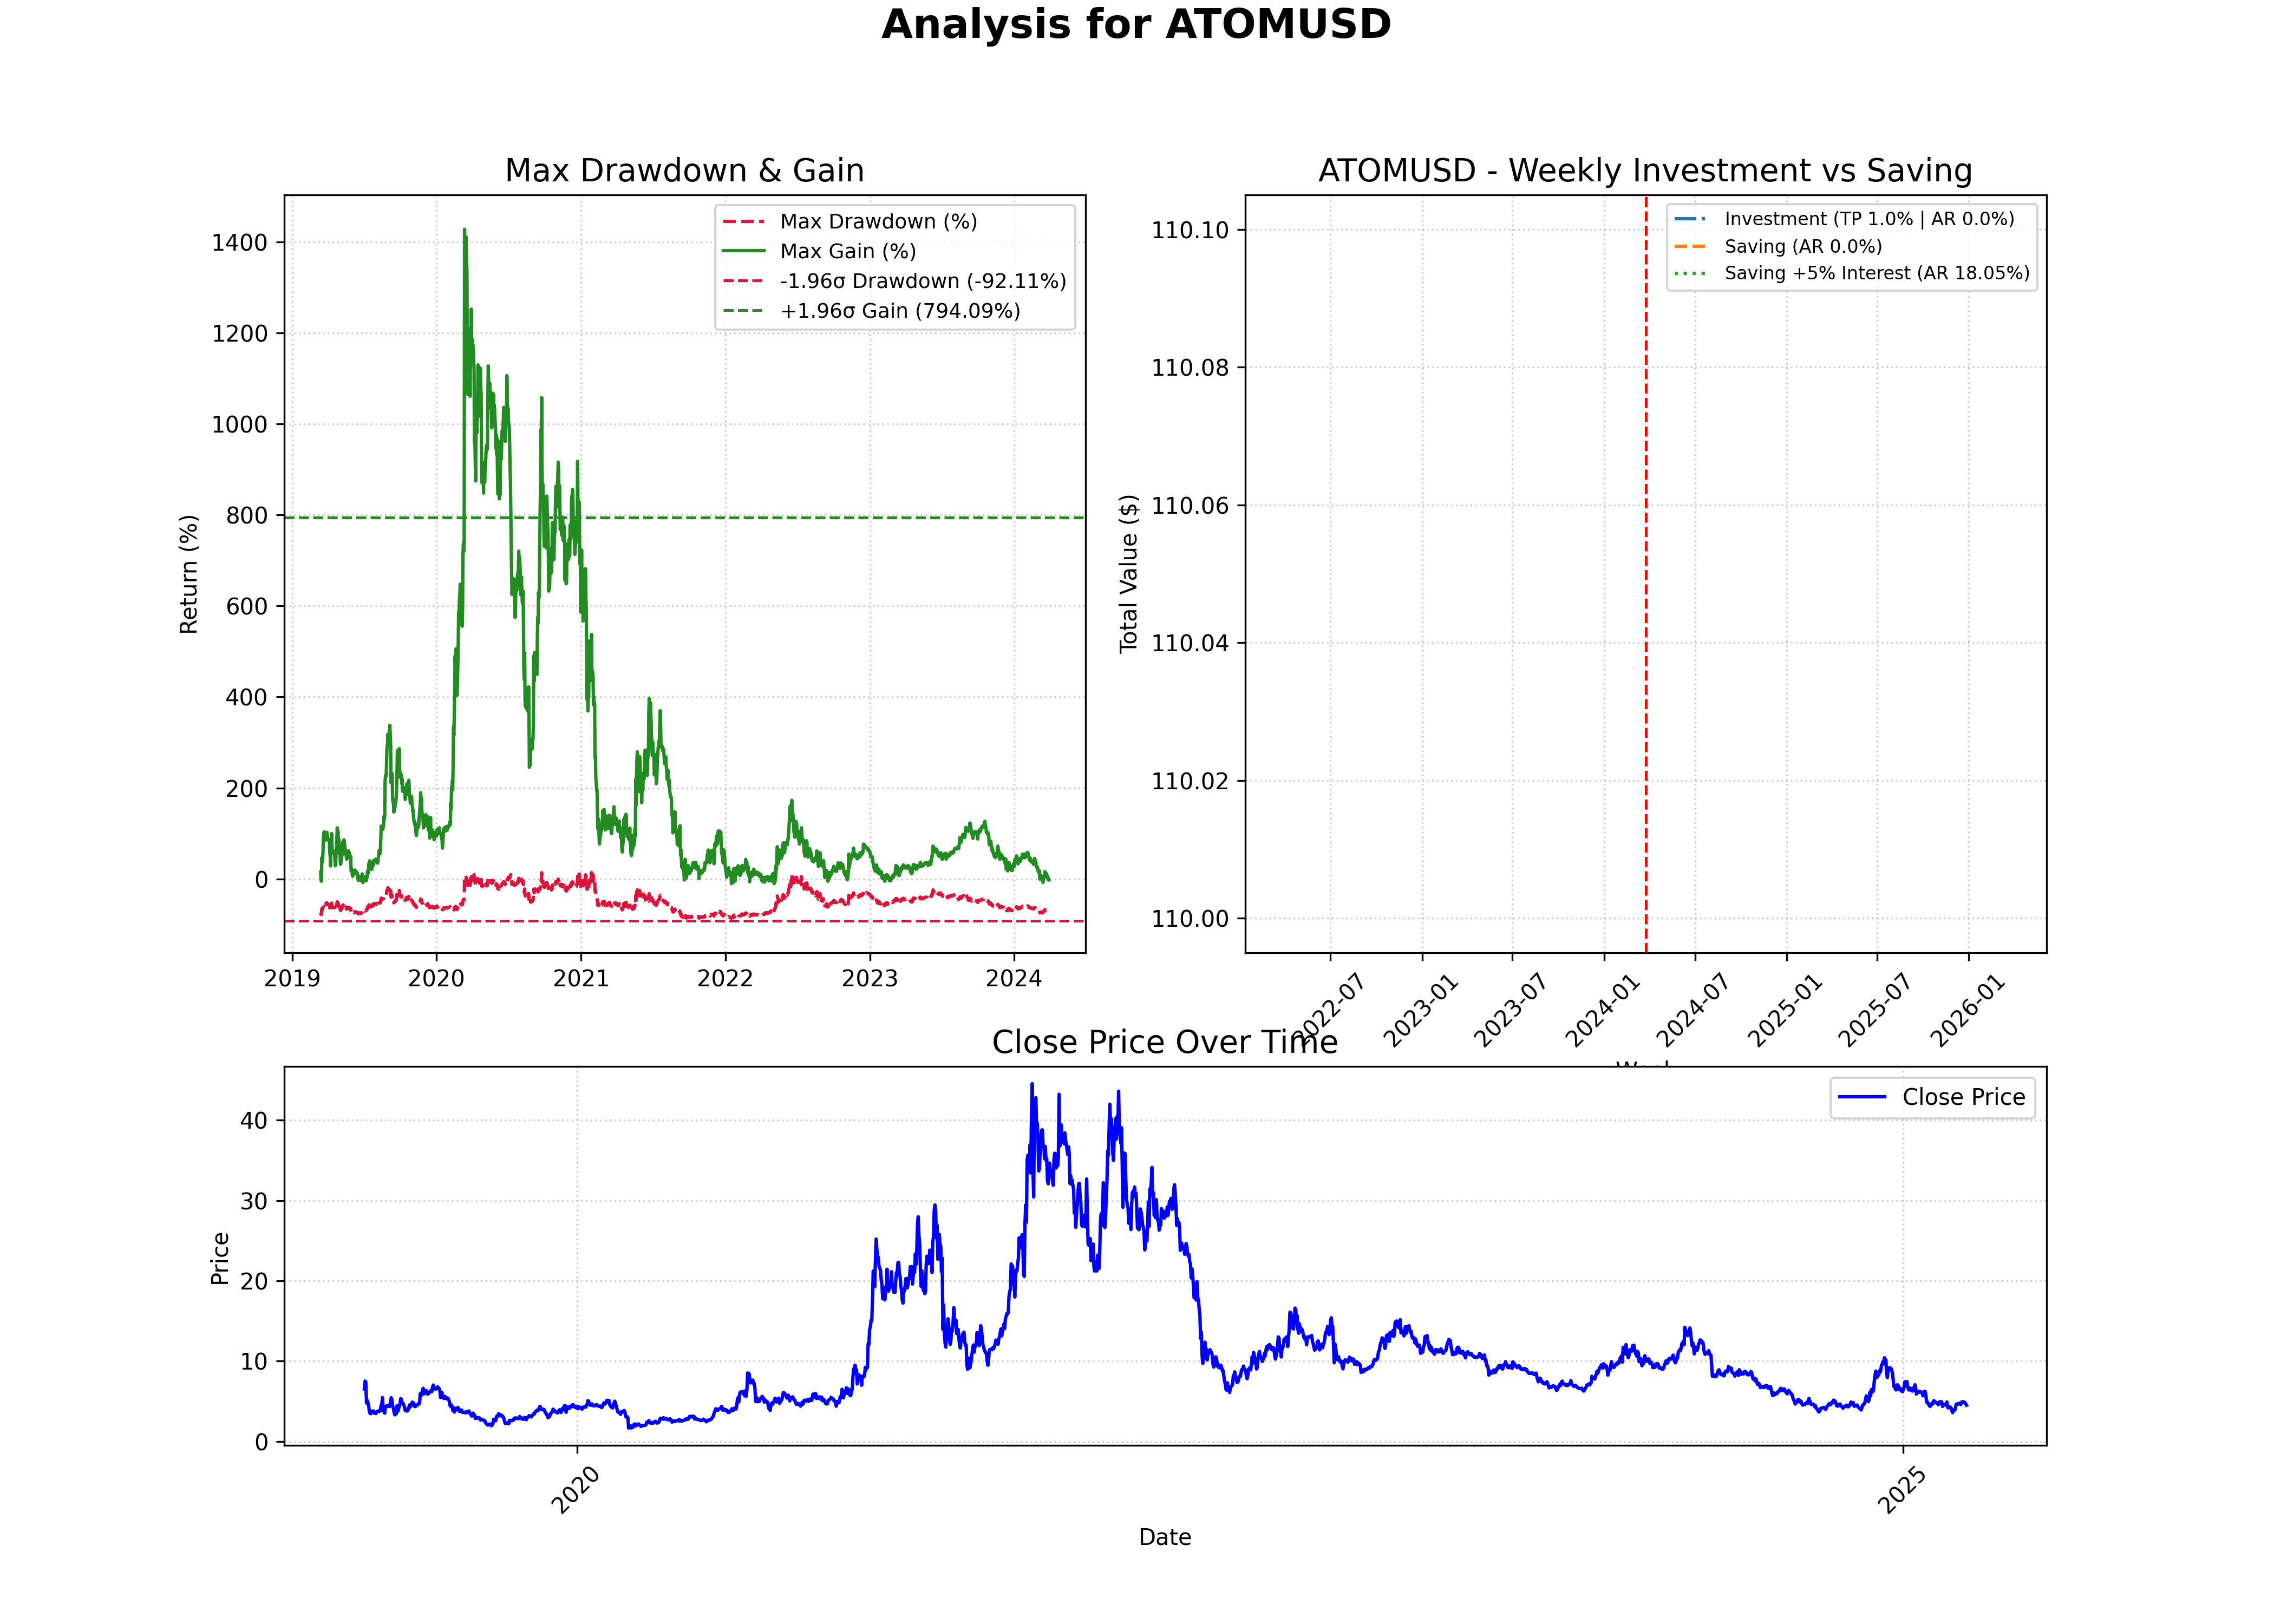 Analysis for ATOMUSD
Max Drawdown & Gain
Return (%)
1400
1200
1000
800
600
400
200
0
2019
2020
2021
2022
2023
2024
Max Drawdown (%)
Max Gain (%)
-1.96σ Drawdown (-92.11%)
+1.96σ Gain (794.09%)
ATOMUSD - Weekly Investment vs Saving
Total Value ($)
110.10
110.08
110.06
110.04
110.02
110.00
2022-07
2023-01
2023-07
2024-01
2024-07
2025-01
2025-07
2026-01
Investment (TP 1.0% | AR 0.0%)
Saving (AR 0.0%)
Saving +5% Interest (AR 18.05%)
Close Price Over Time
Price
40
30
20
10
0
2020
2025
Date
Close Price